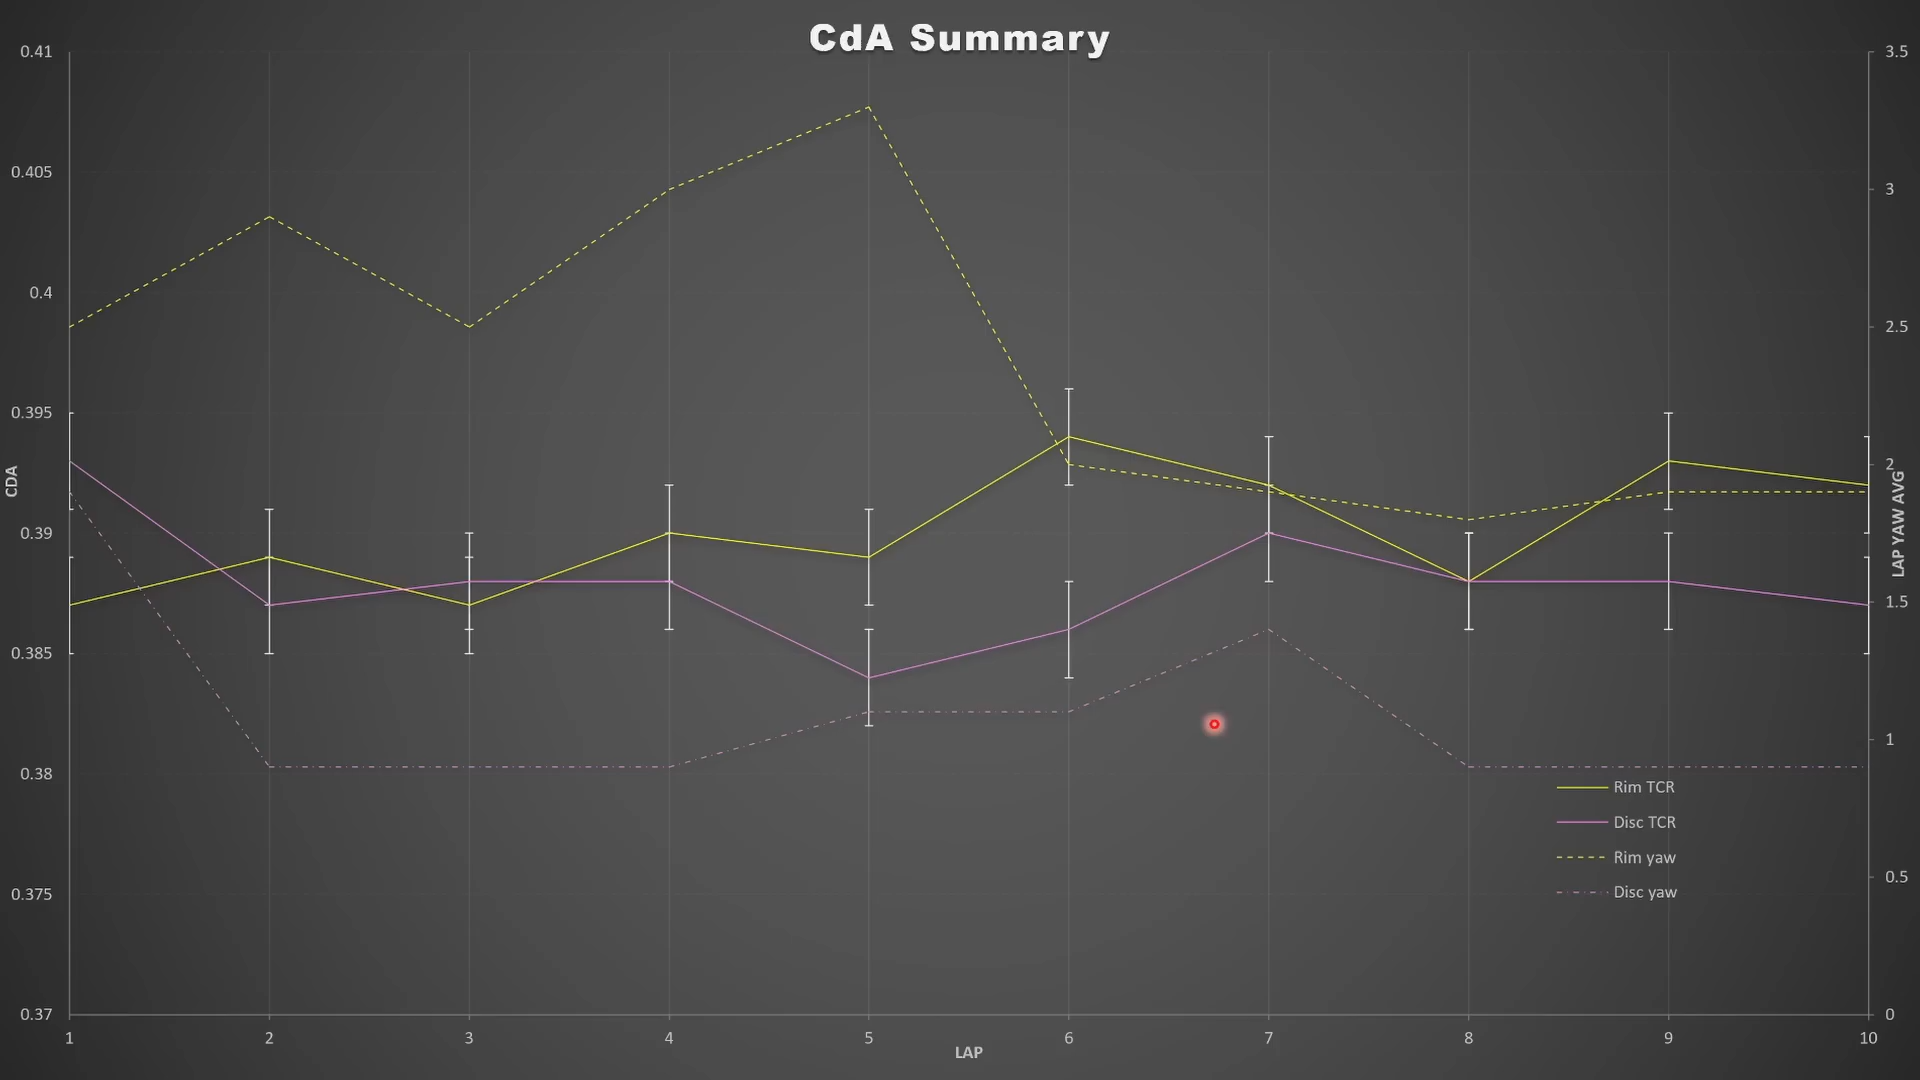 CdA Summary
0.41
0.405
0.4
0.395
0.39
0.385
0.38
0.375
0.37
CDA
3.5
3
2.5
2
1.5
1
0.5
0
LAP YAW AVG
Rim TCR
Disc TCR
Rim yaw
Disc yaw
1 2 3 4 5 6 7 8 9 10
LAP